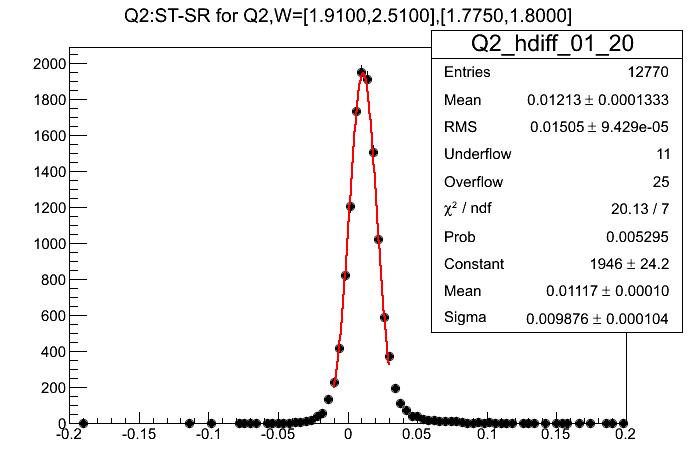 Q2:ST-SR for Q2,W=[1.9100,2.5100],[1.7750,1.8000]
Q2_hdiff_01_20
Entries 12770
Mean 0.01213 ± 0.0001333
RMS 0.01505 ± 9.429e-05
Underflow 11
Overflow 25
χ² / ndf 20.13 / 7
Prob 0.005295
Constant 1946 ± 24.2
Mean 0.01117 ± 0.00010
Sigma 0.009876 ± 0.000104
2000
1800
1600
1400
1200
1000
800
600
400
200
0
-0.2 -0.15 -0.1 -0.05 0 0.05 0.1 0.15 0.2